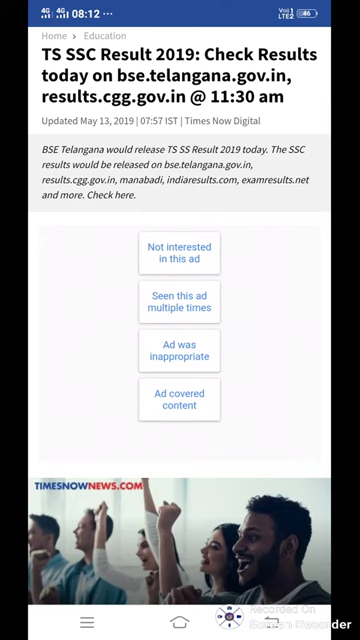 4G 4G 08:12 ... Vo)) 1 LTE2 46
Home > Education
TS SSC Result 2019: Check Results
today on bse.telangana.gov.in,
results.cgg.gov.in @ 11:30 am
Updated May 13, 2019 | 07:57 IST | Times Now Digital
BSE Telangana would release TS SS Result 2019 today. The SSC
results would be released on bse.telangana.gov.in,
results.cgg.gov.in, manabadi, indiaresults.com, examresults.net
and more. Check here.
Not interested
in this ad
Seen this ad
multiple times
Ad was
inappropriate
Ad covered
content
TIMESNOWNEWS.COM
Recorded On
Screen Recorder